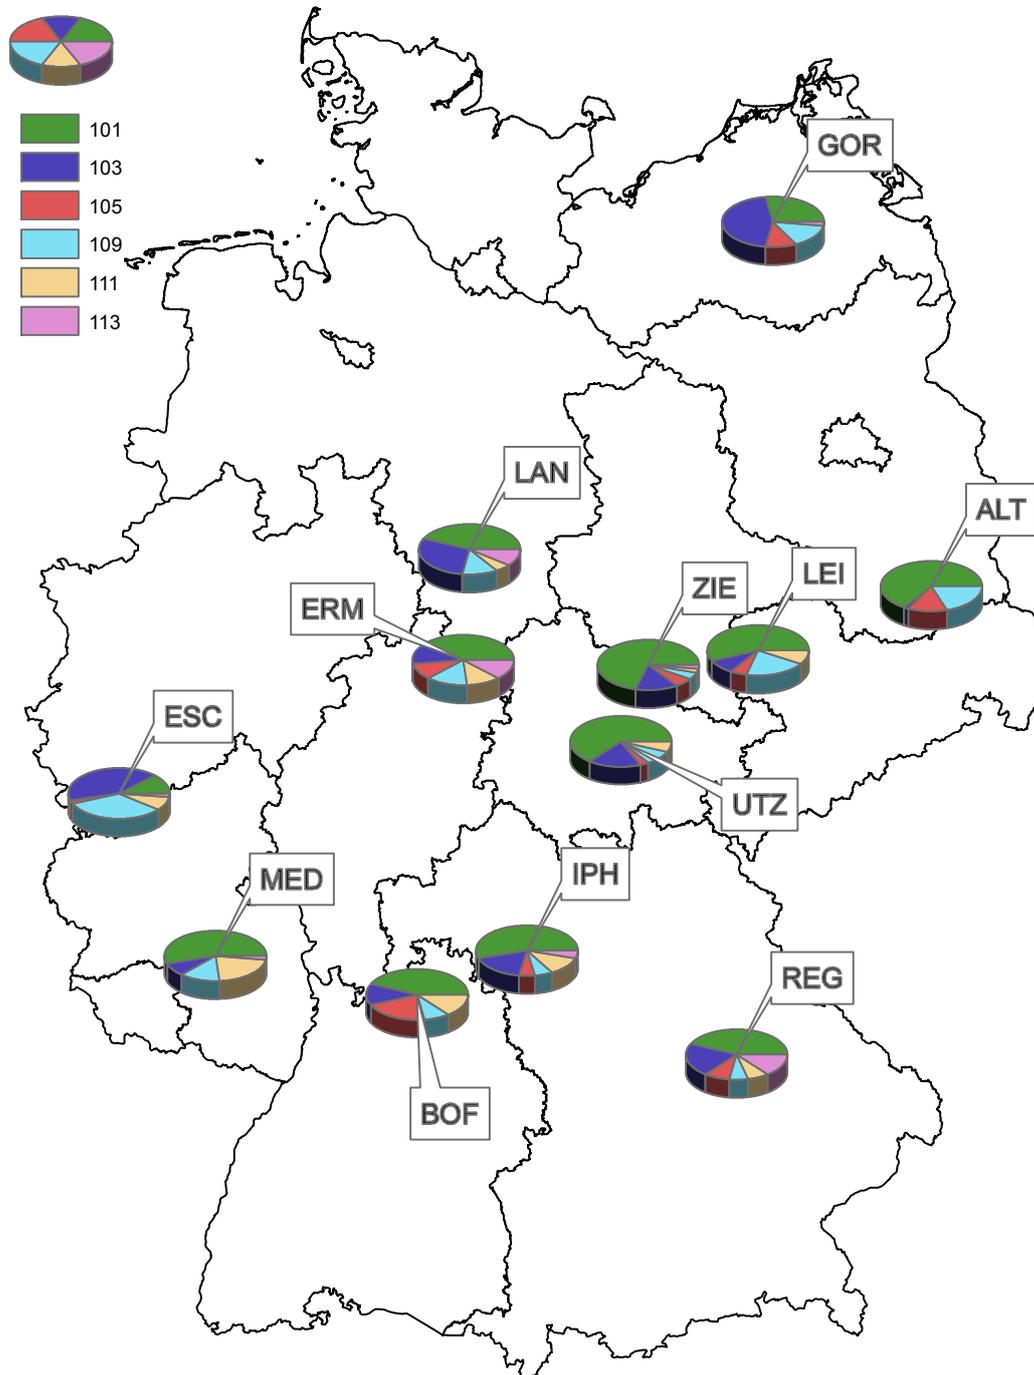 101
103
105
109
111
113
GOR
LAN
ALT
ERM
ZIE
LEI
ESC
UTZ
MED
IPH
REG
BOF